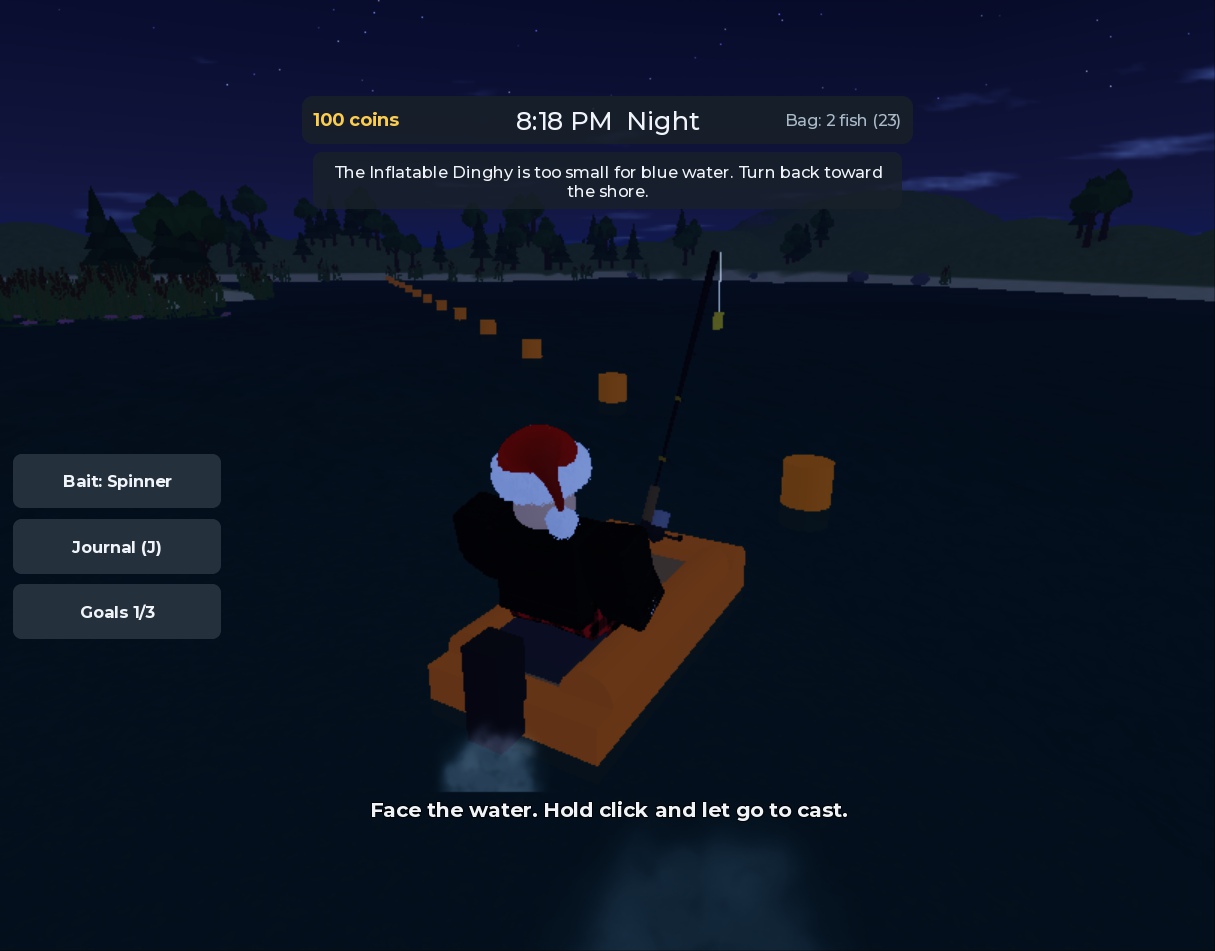 100 coins
8:18 PM Night
Bag: 2 fish (23)
The Inflatable Dinghy is too small for blue water. Turn back toward
the shore.
Bait: Spinner
Journal (J)
Goals 1/3
Face the water. Hold click and let go to cast.